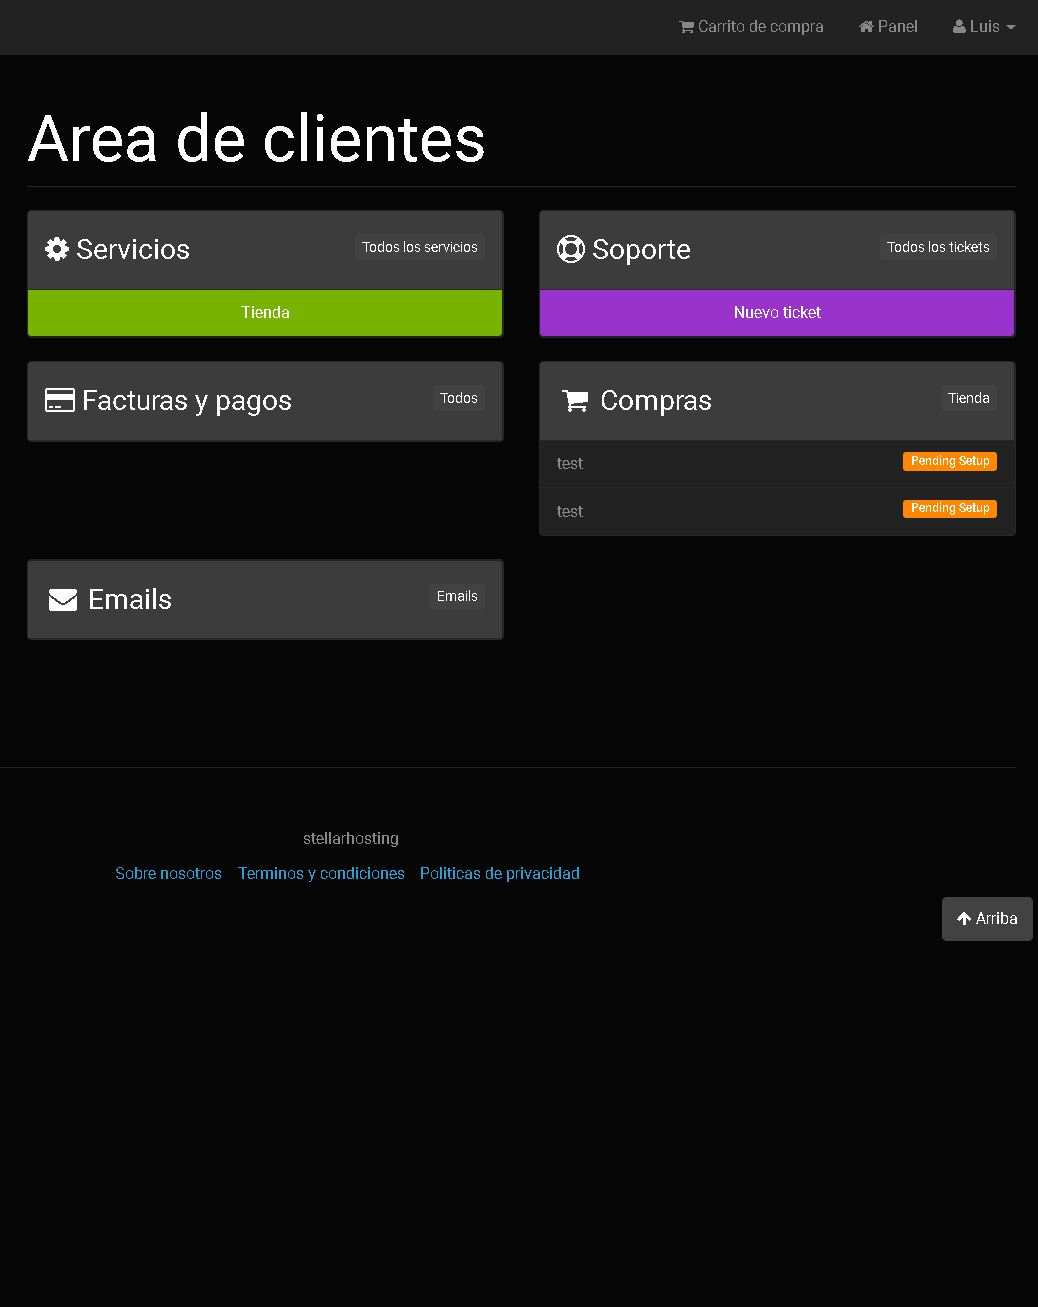 Carrito de compra Panel Luis
Area de clientes
Servicios Todos los servicios
Tienda
Soporte Todos los tickets
Nuevo ticket
Facturas y pagos Todos
Compras Tienda
test Pending Setup
test Pending Setup
Emails Emails
stellarhosting
Sobre nosotros Terminos y condiciones Politicas de privacidad
Arriba